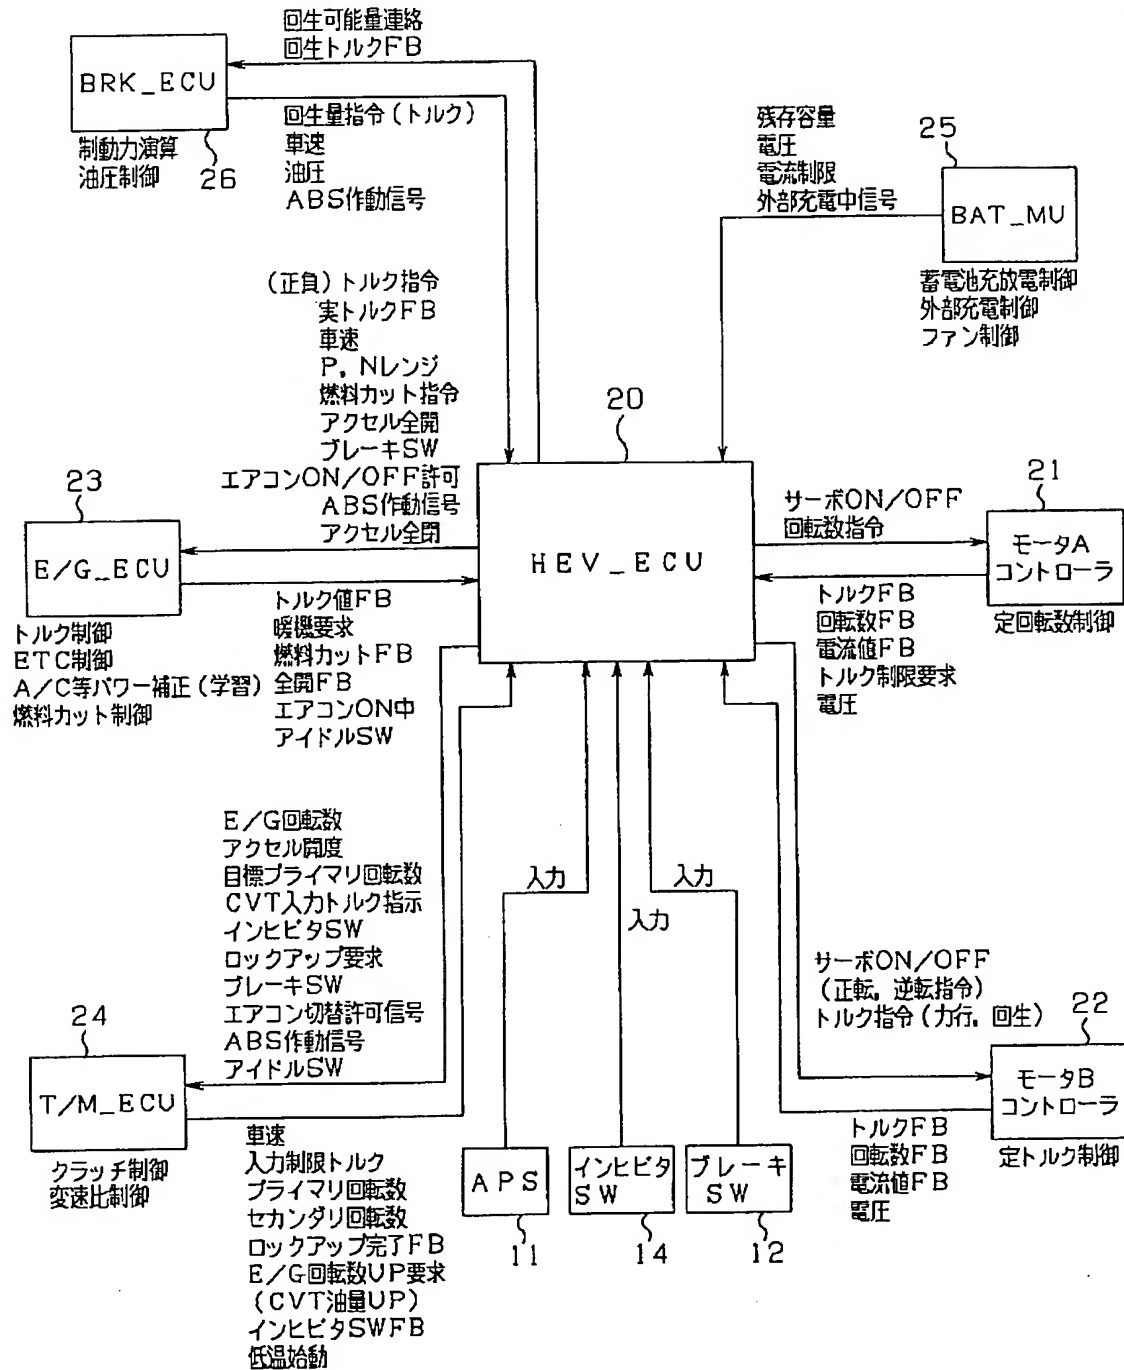 回生可能量連絡
回生トルクFB
BRK_ECU
回生量指令(トルク)
車速
油圧
ABS作動信号
制動力演算
油圧制御
26
残存容量
電圧
電流制限
外部充電中信号
25
BAT_MU
蓄電池充放電制御
外部充電制御
ファン制御
(正負)トルク指令
実トルクFB
車速
P,Nレンジ
燃料カット指令
アクセル全開
ブレーキSW
エアコンON/OFF許可
ABS作動信号
アクセル全閉
20
HEV_ECU
23
E/G_ECU
トルク制御
ETC制御
A/C等パワー補正(学習)
燃料カット制御
トルク値FB
暖機要求
燃料カットFB
全開FB
エアコンON中
アイドルSW
サーボON/OFF
回転数指令
21
モータA
コントローラ
定回転数制御
トルクFB
回転数FB
電流値FB
トルク制限要求
電圧
E/G回転数
アクセル開度
目標プライマリ回転数
CVT入力トルク指示
インヒビタSW
ロックアップ要求
ブレーキSW
エアコン切替許可信号
ABS作動信号
アイドルSW
24
T/M_ECU
クラッチ制御
変速比制御
車速
入力制限トルク
プライマリ回転数
セカンダリ回転数
ロックアップ完了FB
E/G回転数UP要求
(CVT油量UP)
インヒビタSWFB
低温始動
入力
入力
入力
APS
11
インヒビタ
SW
14
ブレーキ
SW
12
サーボON/OFF
(正転,逆転指令)
トルク指令(力行,回生)
22
モータB
コントローラ
定トルク制御
トルクFB
回転数FB
電流値FB
電圧